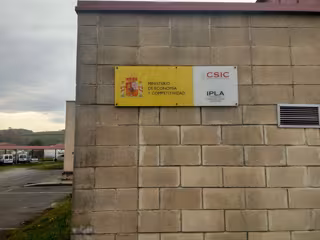 MINISTERIO
DE ECONOMÍA
Y COMPETITIVIDAD
CSIC
IPLA